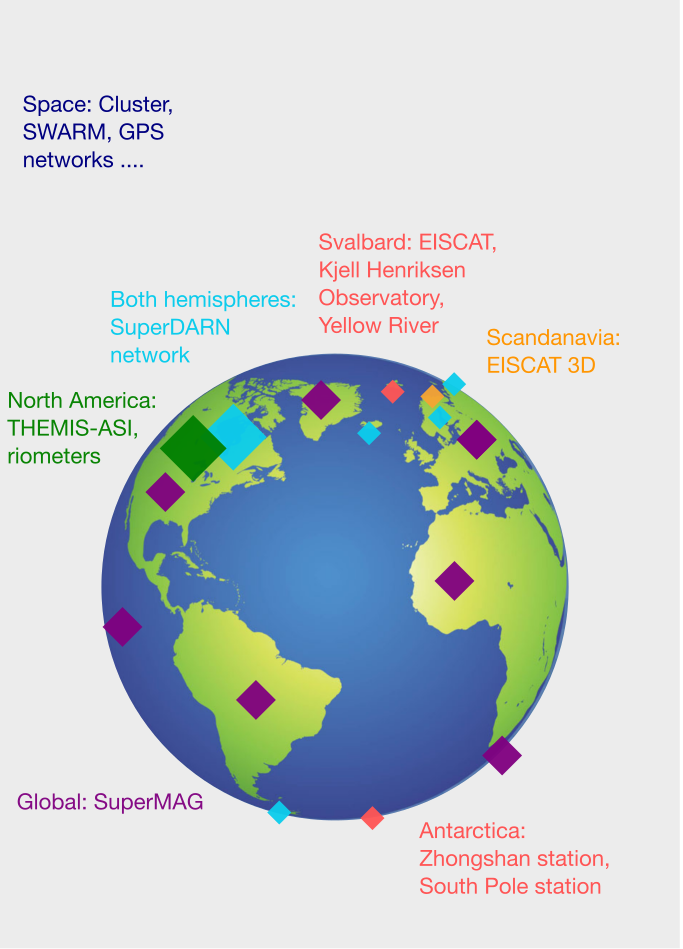 Space: Cluster,
SWARM, GPS
networks ....
Svalbard: EISCAT,
Kjell Henriksen
Observatory,
Yellow River
Both hemispheres:
SuperDARN
network
Scandanavia:
EISCAT 3D
North America:
THEMIS-ASI,
riometers
Global: SuperMAG
Antarctica:
Zhongshan station,
South Pole station